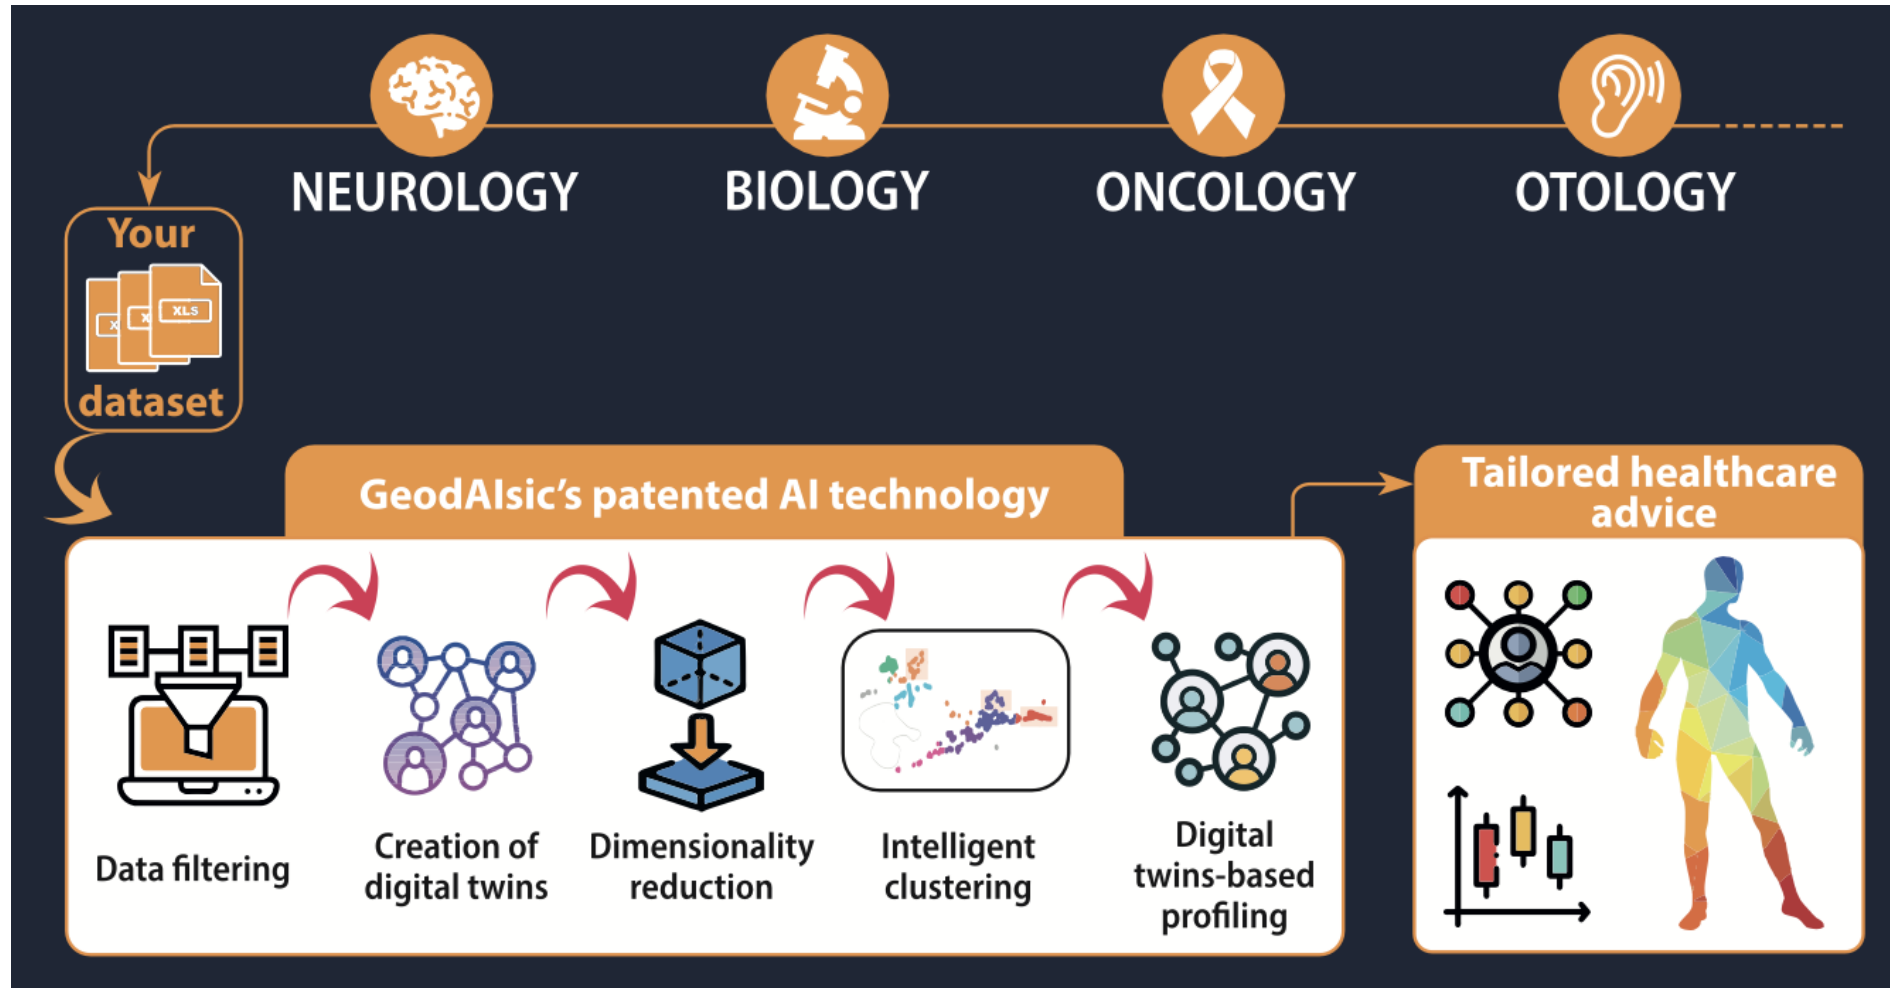 NEUROLOGY
BIOLOGY
ONCOLOGY
OTOLOGY
Your
X
X
XLS
dataset
GeodAIsic's patented AI technology
Tailored healthcare
advice
Data filtering
Creation of
digital twins
Dimensionality
reduction
Intelligent
clustering
Digital
twins-based
profiling